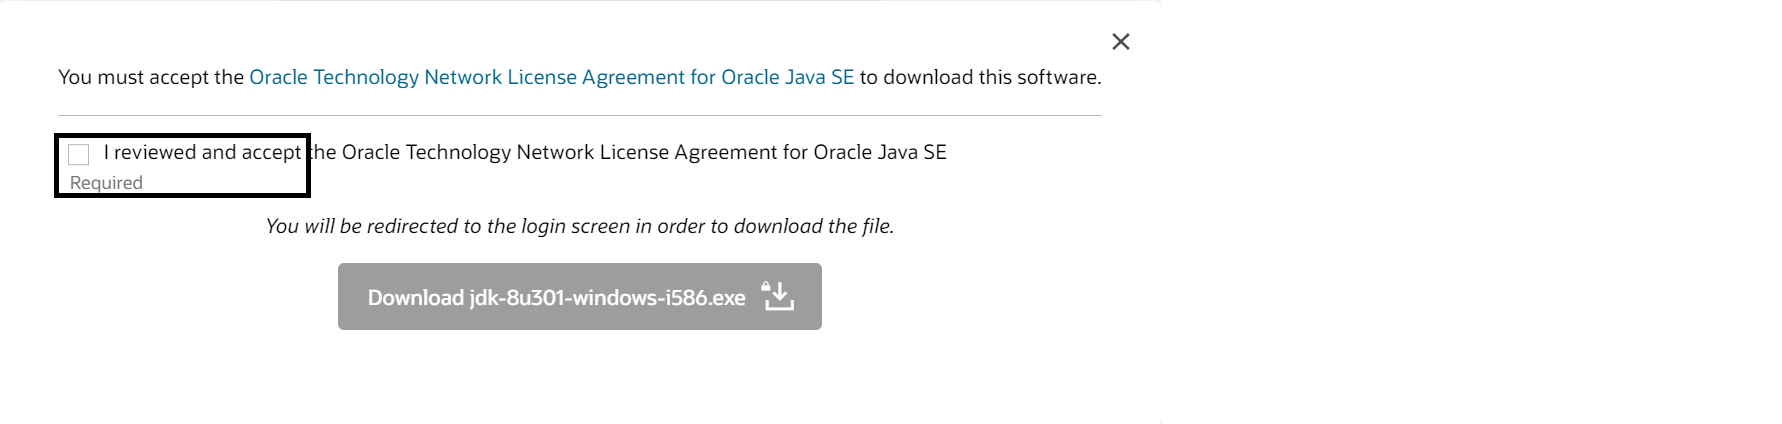 You must accept the Oracle Technology Network License Agreement for Oracle Java SE to download this software.
I reviewed and accept the Oracle Technology Network License Agreement for Oracle Java SE
Required
You will be redirected to the login screen in order to download the file.
Download jdk-8u301-windows-i586.exe